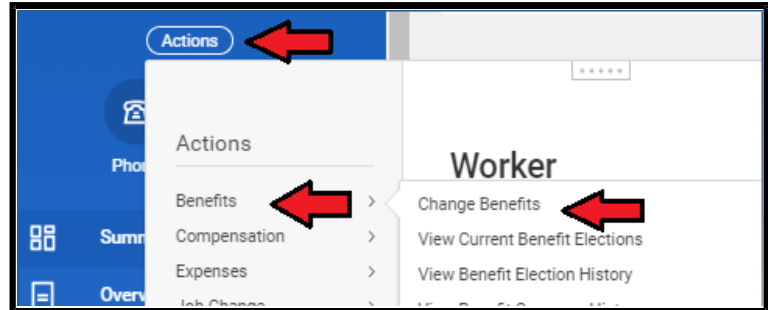 Actions
Actions
Worker
Benefits
Change Benefits
Compensation
View Current Benefit Elections
Expenses
View Benefit Election History